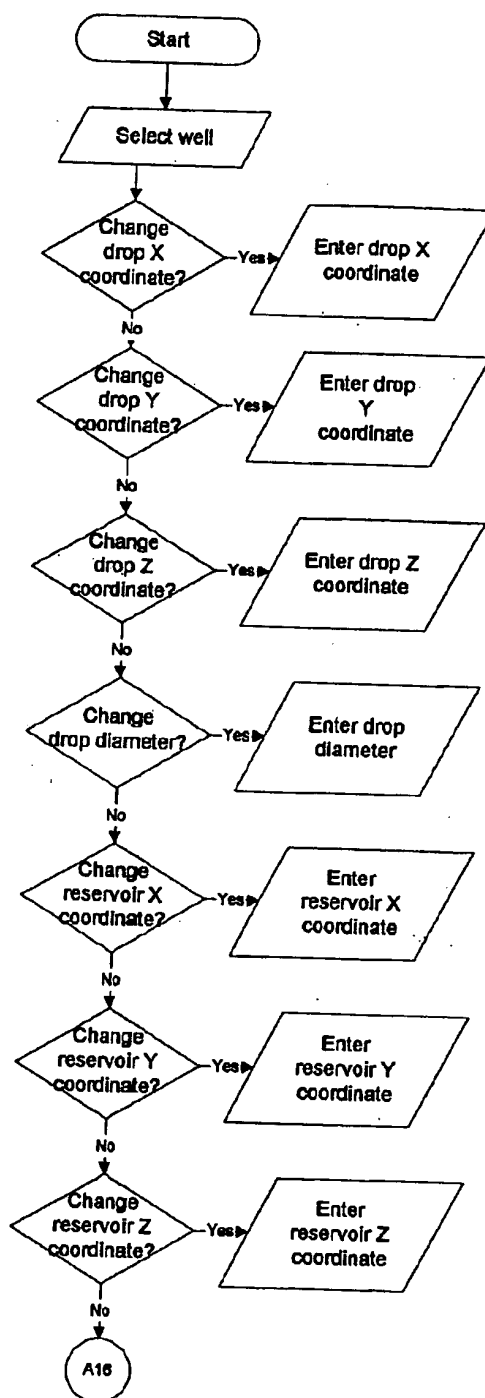 Start
Select well
Change
drop X
coordinate?
Yes
Enter drop X
coordinate
No
Change
drop Y
coordinate?
Yes
Enter drop
Y
coordinate
No
Change
drop Z
coordinate?
Yes
Enter drop Z
coordinate
No
Change
drop diameter?
Yes
Enter drop
diameter
No
Change
reservoir X
coordinate?
Yes
Enter
reservoir X
coordinate
No
Change
reservoir Y
coordinate?
Yes
Enter
reservoir Y
coordinate
No
Change
reservoir Z
coordinate?
Yes
Enter
reservoir Z
coordinate
No
A16